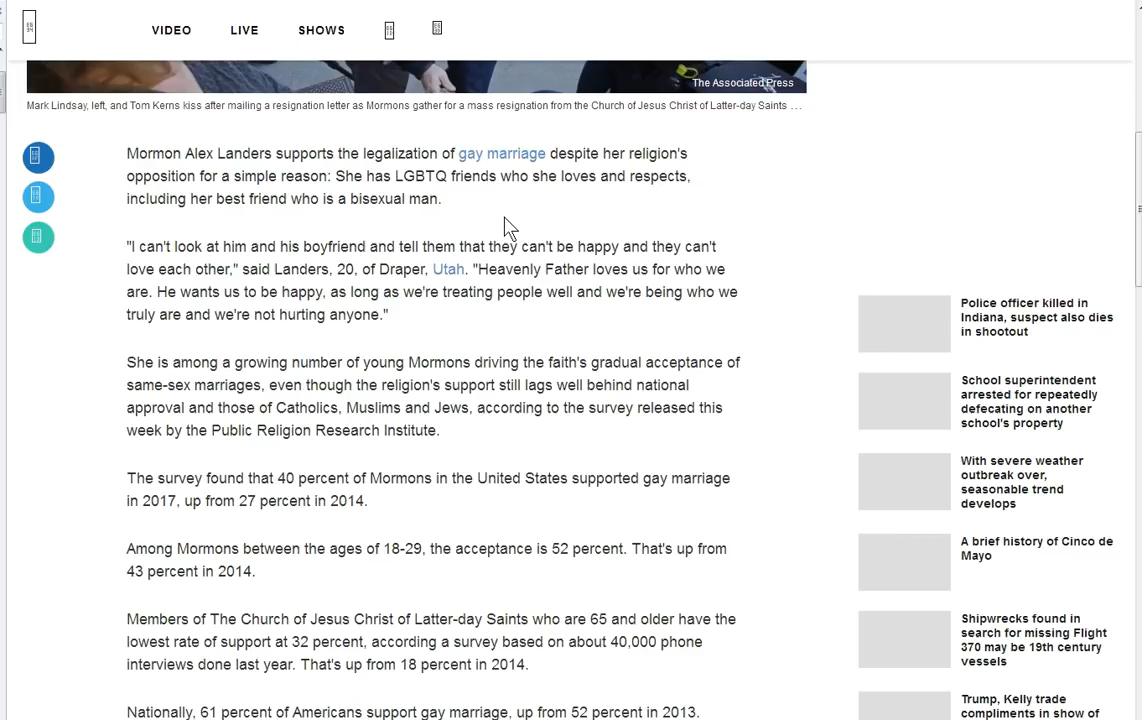 VIDEO LIVE SHOWS
The Associated Press
Mark Lindsay, left, and Tom Kerns kiss after mailing a resignation letter as Mormons gather for a mass resignation from the Church of Jesus Christ of Latter-day Saints ...
Mormon Alex Landers supports the legalization of gay marriage despite her religion's
opposition for a simple reason: She has LGBTQ friends who she loves and respects,
including her best friend who is a bisexual man.
"I can't look at him and his boyfriend and tell them that they can't be happy and they can't
love each other," said Landers, 20, of Draper, Utah. "Heavenly Father loves us for who we
are. He wants us to be happy, as long as we're treating people well and we're being who we
truly are and we're not hurting anyone."
She is among a growing number of young Mormons driving the faith's gradual acceptance of
same-sex marriages, even though the religion's support still lags well behind national
approval and those of Catholics, Muslims and Jews, according to the survey released this
week by the Public Religion Research Institute.
The survey found that 40 percent of Mormons in the United States supported gay marriage
in 2017, up from 27 percent in 2014.
Among Mormons between the ages of 18-29, the acceptance is 52 percent. That's up from
43 percent in 2014.
Members of The Church of Jesus Christ of Latter-day Saints who are 65 and older have the
lowest rate of support at 32 percent, according a survey based on about 40,000 phone
interviews done last year. That's up from 18 percent in 2014.
Nationally, 61 percent of Americans support gay marriage, up from 52 percent in 2013.
Police officer killed in
Indiana, suspect also dies
in shootout
School superintendent
arrested for repeatedly
defecating on another
school's property
With severe weather
outbreak over,
seasonable trend
develops
A brief history of Cinco de
Mayo
Shipwrecks found in
search for missing Flight
370 may be 19th century
vessels
Trump, Kelly trade
compliments in show of